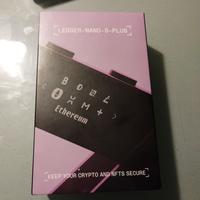 LEDGER-NANO-S-PLUS
Ethereum
KEEP YOUR CRYPTO AND NFTS SECURE